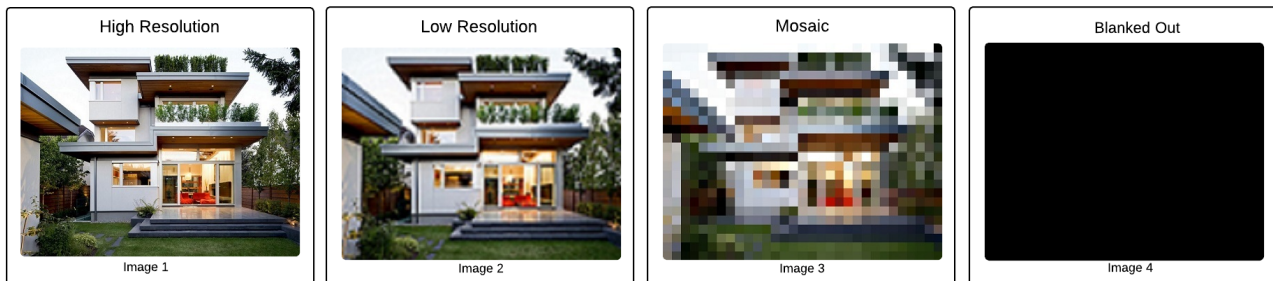 High Resolution
Image 1
Low Resolution
Image 2
Mosaic
Image 3
Blanked Out
Image 4